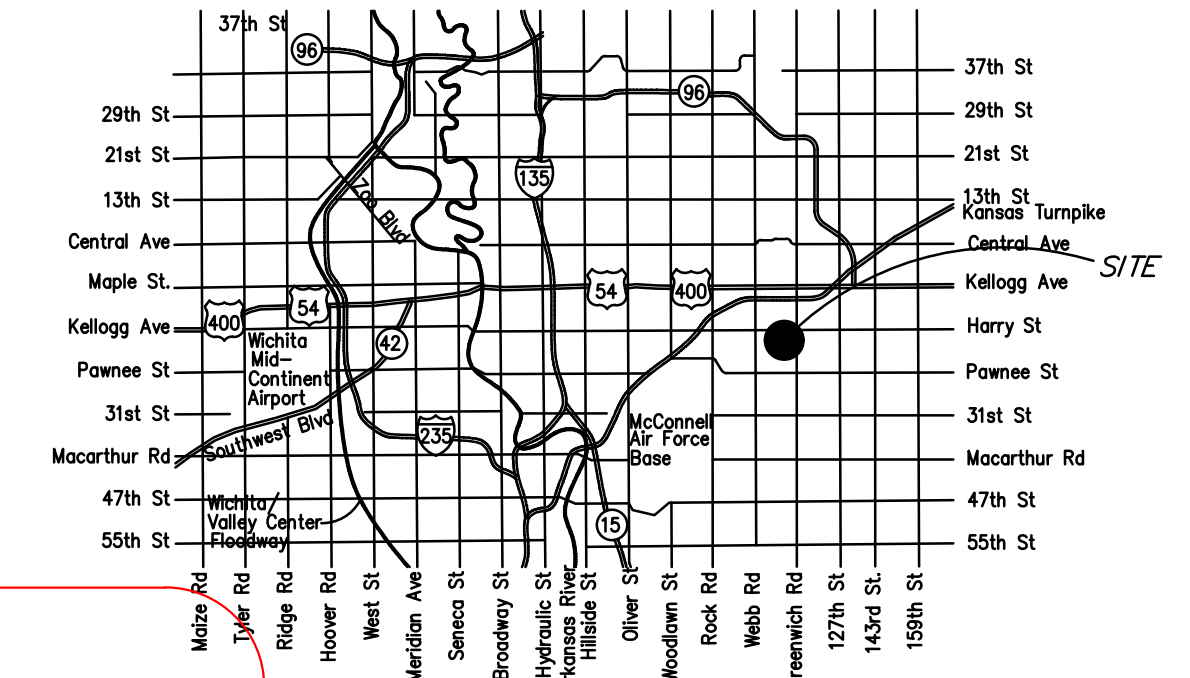 37th St
96
37th St
96
29th St
29th St
21st St
21st St
135
13th St
13th St
Zoo Blvd
Kansas Turnpike
Central Ave
Central Ave
SITE
Maple St.
Kellogg Ave
54
400
54
400
Kellogg Ave
Harry St
42
Wichita
Mid-
Continent
Airport
Pawnee St
Pawnee St
31st St
31st St
Southwest Blvd
235
McConnell
Air Force
Base
Macarthur Rd
Macarthur Rd
47th St
47th St
Wichita/
Valley Center
Floodway
15
55th St
55th St
Maize Rd
Tyler Rd
Ridge Rd
Hoover Rd
West St
Meridian Ave
Seneca St
Broadway St
Hydraulic St
rkansas River
Hillside St
Oliver St
Woodlawn St
Rock Rd
Webb Rd
reenwich Rd
127th St
143rd St.
159th St